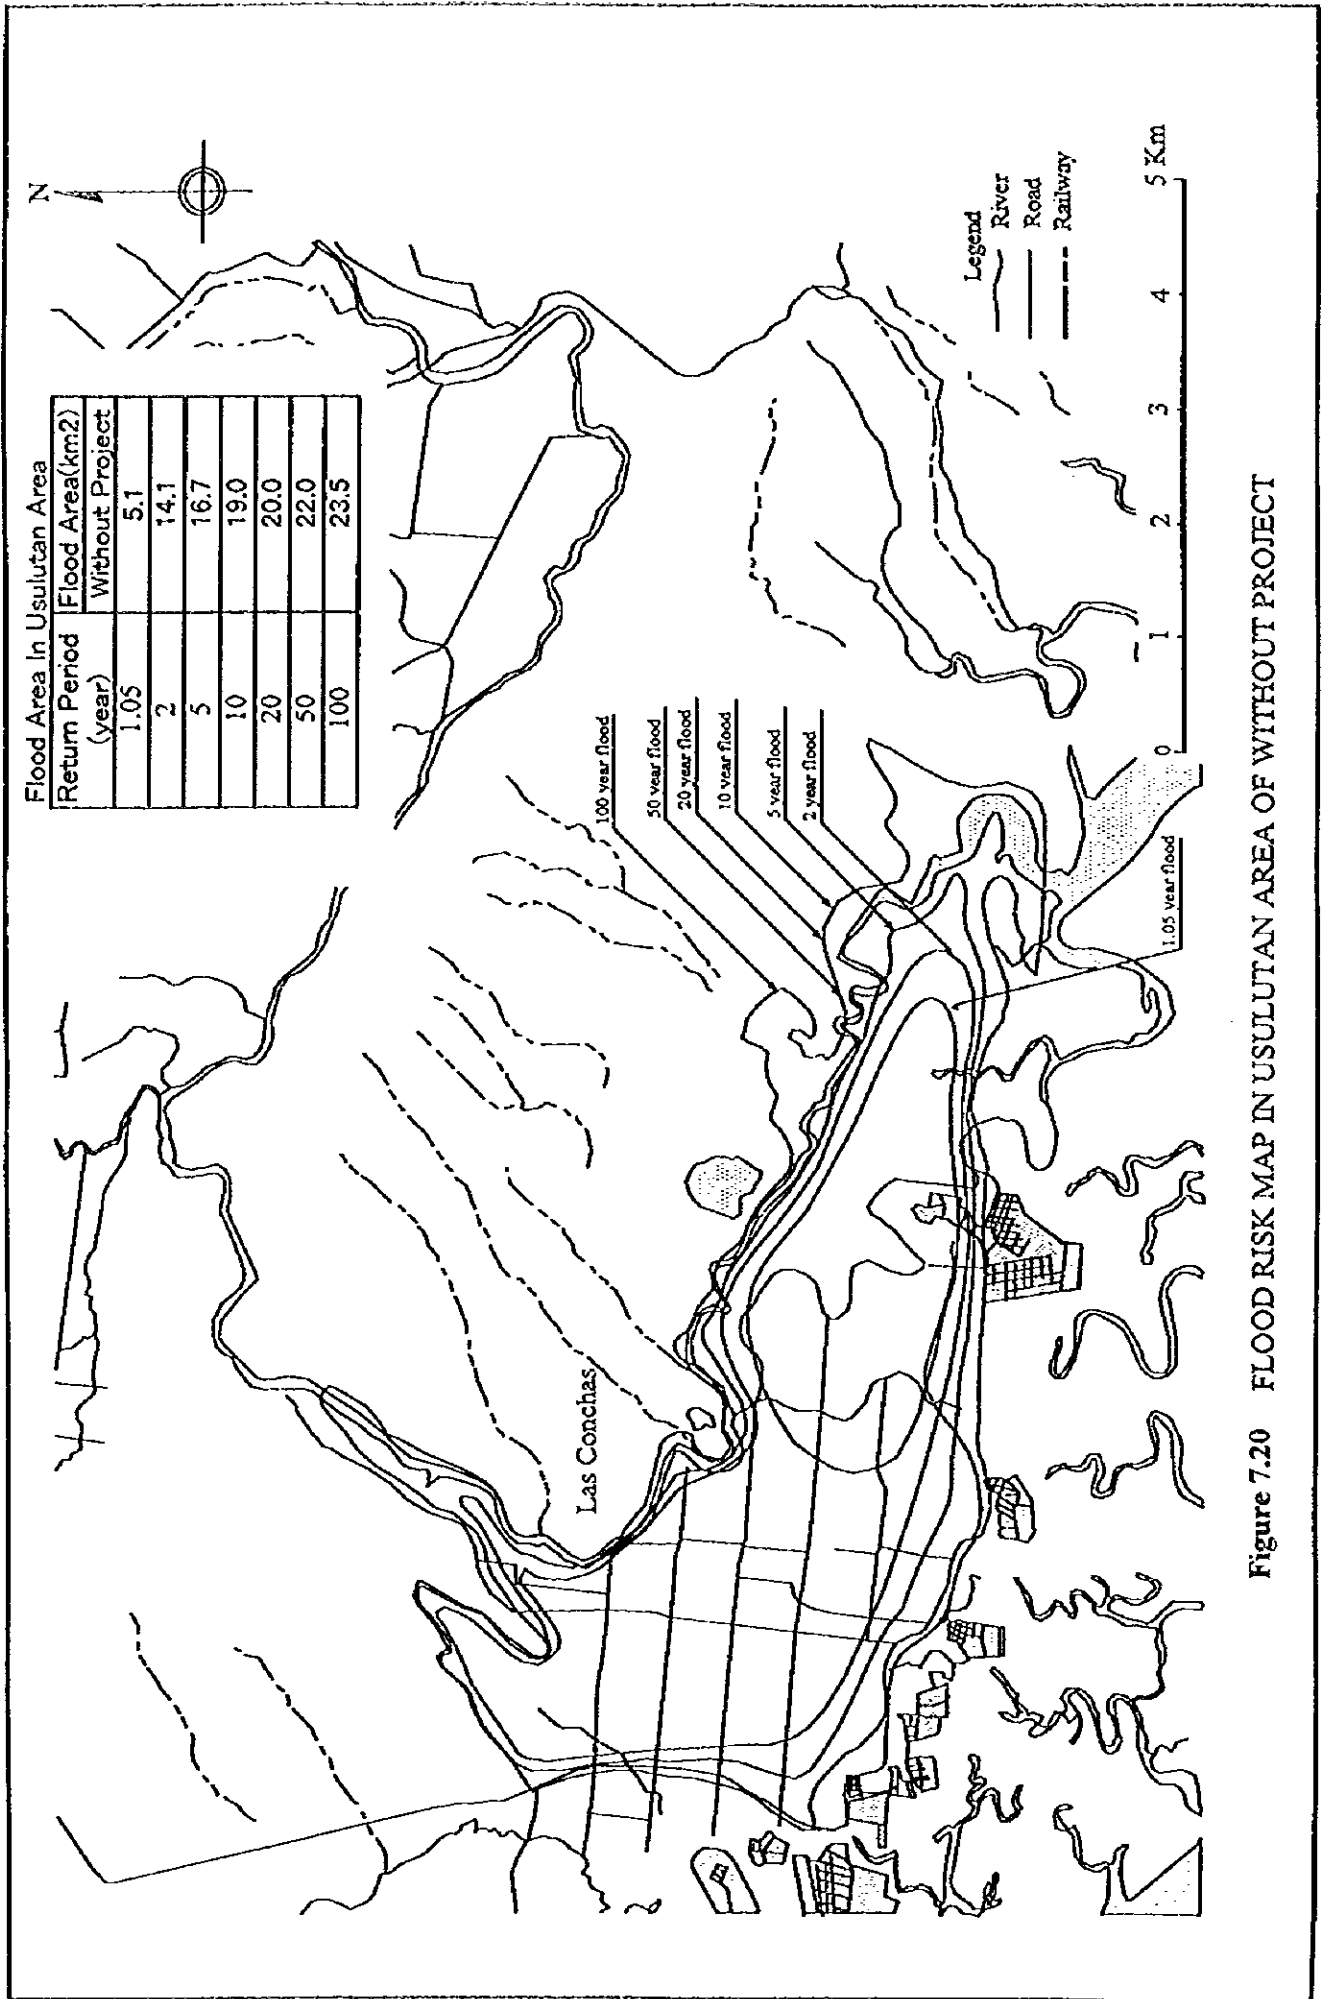 Flood Area In Usulutan Area
Return Period Flood Area(km2)
(year) Without Project
1.05 5.1
2 14.1
5 16.7
10 19.0
20 20.0
50 22.0
100 23.5
N
100 year flood
50 year flood
20 year flood
10 year flood
5 year flood
2 year flood
1.05 year flood
Las Conchas
Legend
River
Road
Railway
0 1 2 3 4 5 Km
Figure 7.20 FLOOD RISK MAP IN USULUTAN AREA OF WITHOUT PROJECT